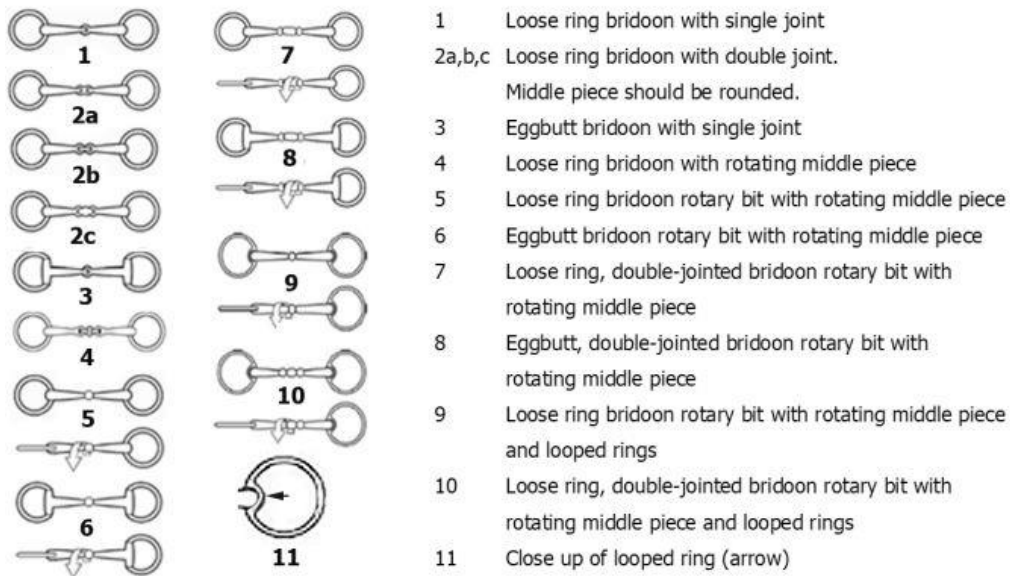 1
2a
2b
2c
3
4
5
6
7
8
9
10
11
1 Loose ring bridoon with single joint
2a,b,c Loose ring bridoon with double joint.
Middle piece should be rounded.
3 Eggbutt bridoon with single joint
4 Loose ring bridoon with rotating middle piece
5 Loose ring bridoon rotary bit with rotating middle piece
6 Eggbutt bridoon rotary bit with rotating middle piece
7 Loose ring, double-jointed bridoon rotary bit with
rotating middle piece
8 Eggbutt, double-jointed bridoon rotary bit with
rotating middle piece
9 Loose ring bridoon rotary bit with rotating middle piece
and looped rings
10 Loose ring, double-jointed bridoon rotary bit with
rotating middle piece and looped rings
11 Close up of looped ring (arrow)